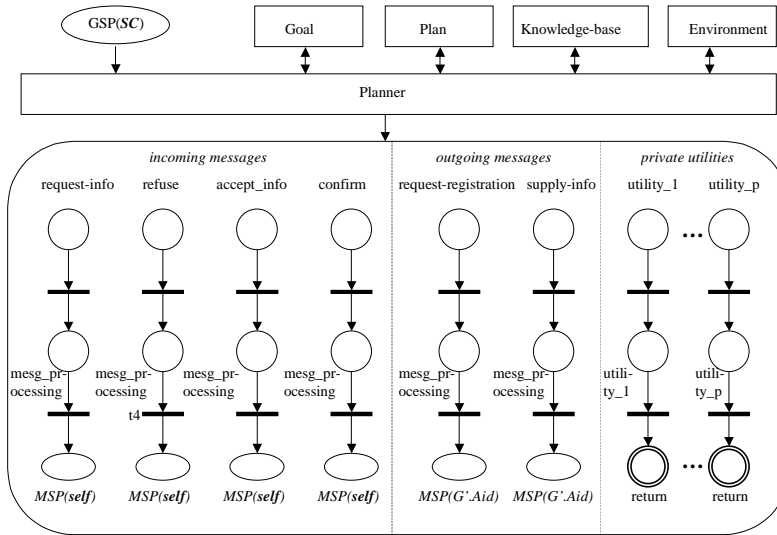 GSP(SC)
Goal
Plan
Knowledge-base
Environment
Planner
incoming messages
outgoing messages
private utilities
request-info
refuse
accept_info
confirm
request-registration
supply-info
utility_1
utility_p
...
mesg_pr-
ocessing
mesg_pr-
ocessing
t4
mesg_pr-
ocessing
mesg_pr-
ocessing
mesg_pr-
ocessing
mesg_pr-
ocessing
utili-
ty_1
utili-
ty_p
...
MSP(self)
MSP(self)
MSP(self)
MSP(self)
MSP(G'.Aid)
MSP(G'.Aid)
return
return